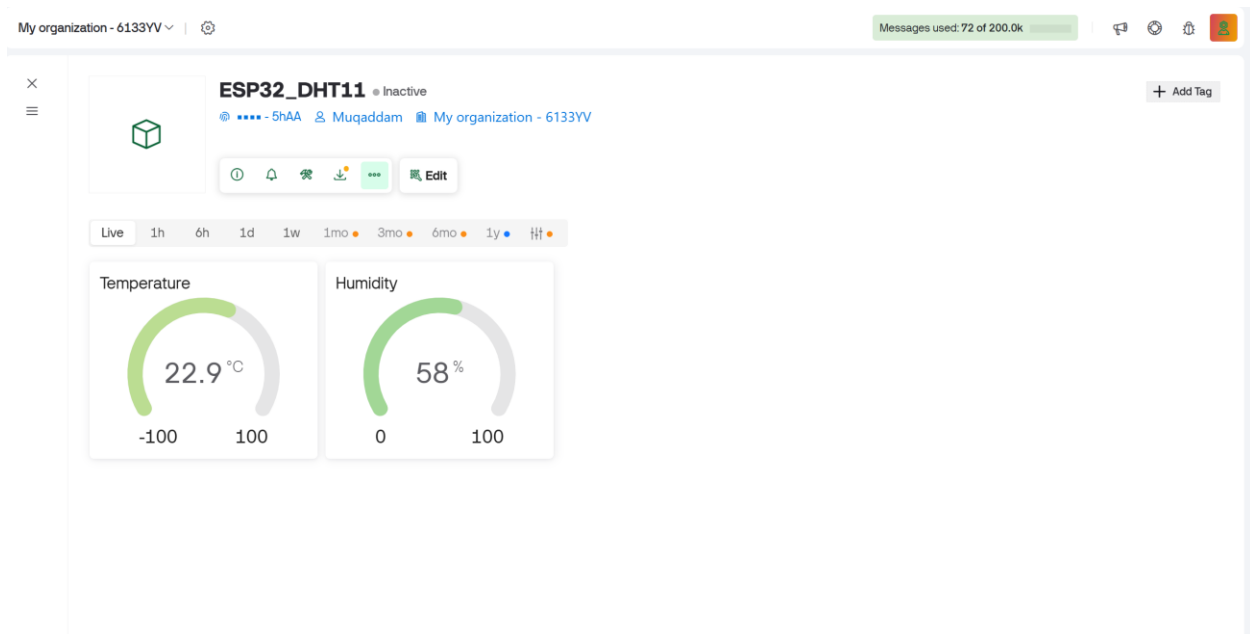 My organization - 6133YV
Messages used: 72 of 200.0k
ESP32_DHT11 Inactive
- 5hAA Muqaddam My organization - 6133YV
Add Tag
Edit
Live 1h 6h 1d 1w 1mo 3mo 6mo 1y
Temperature
22.9 °C
-100 100
Humidity
58 %
0 100